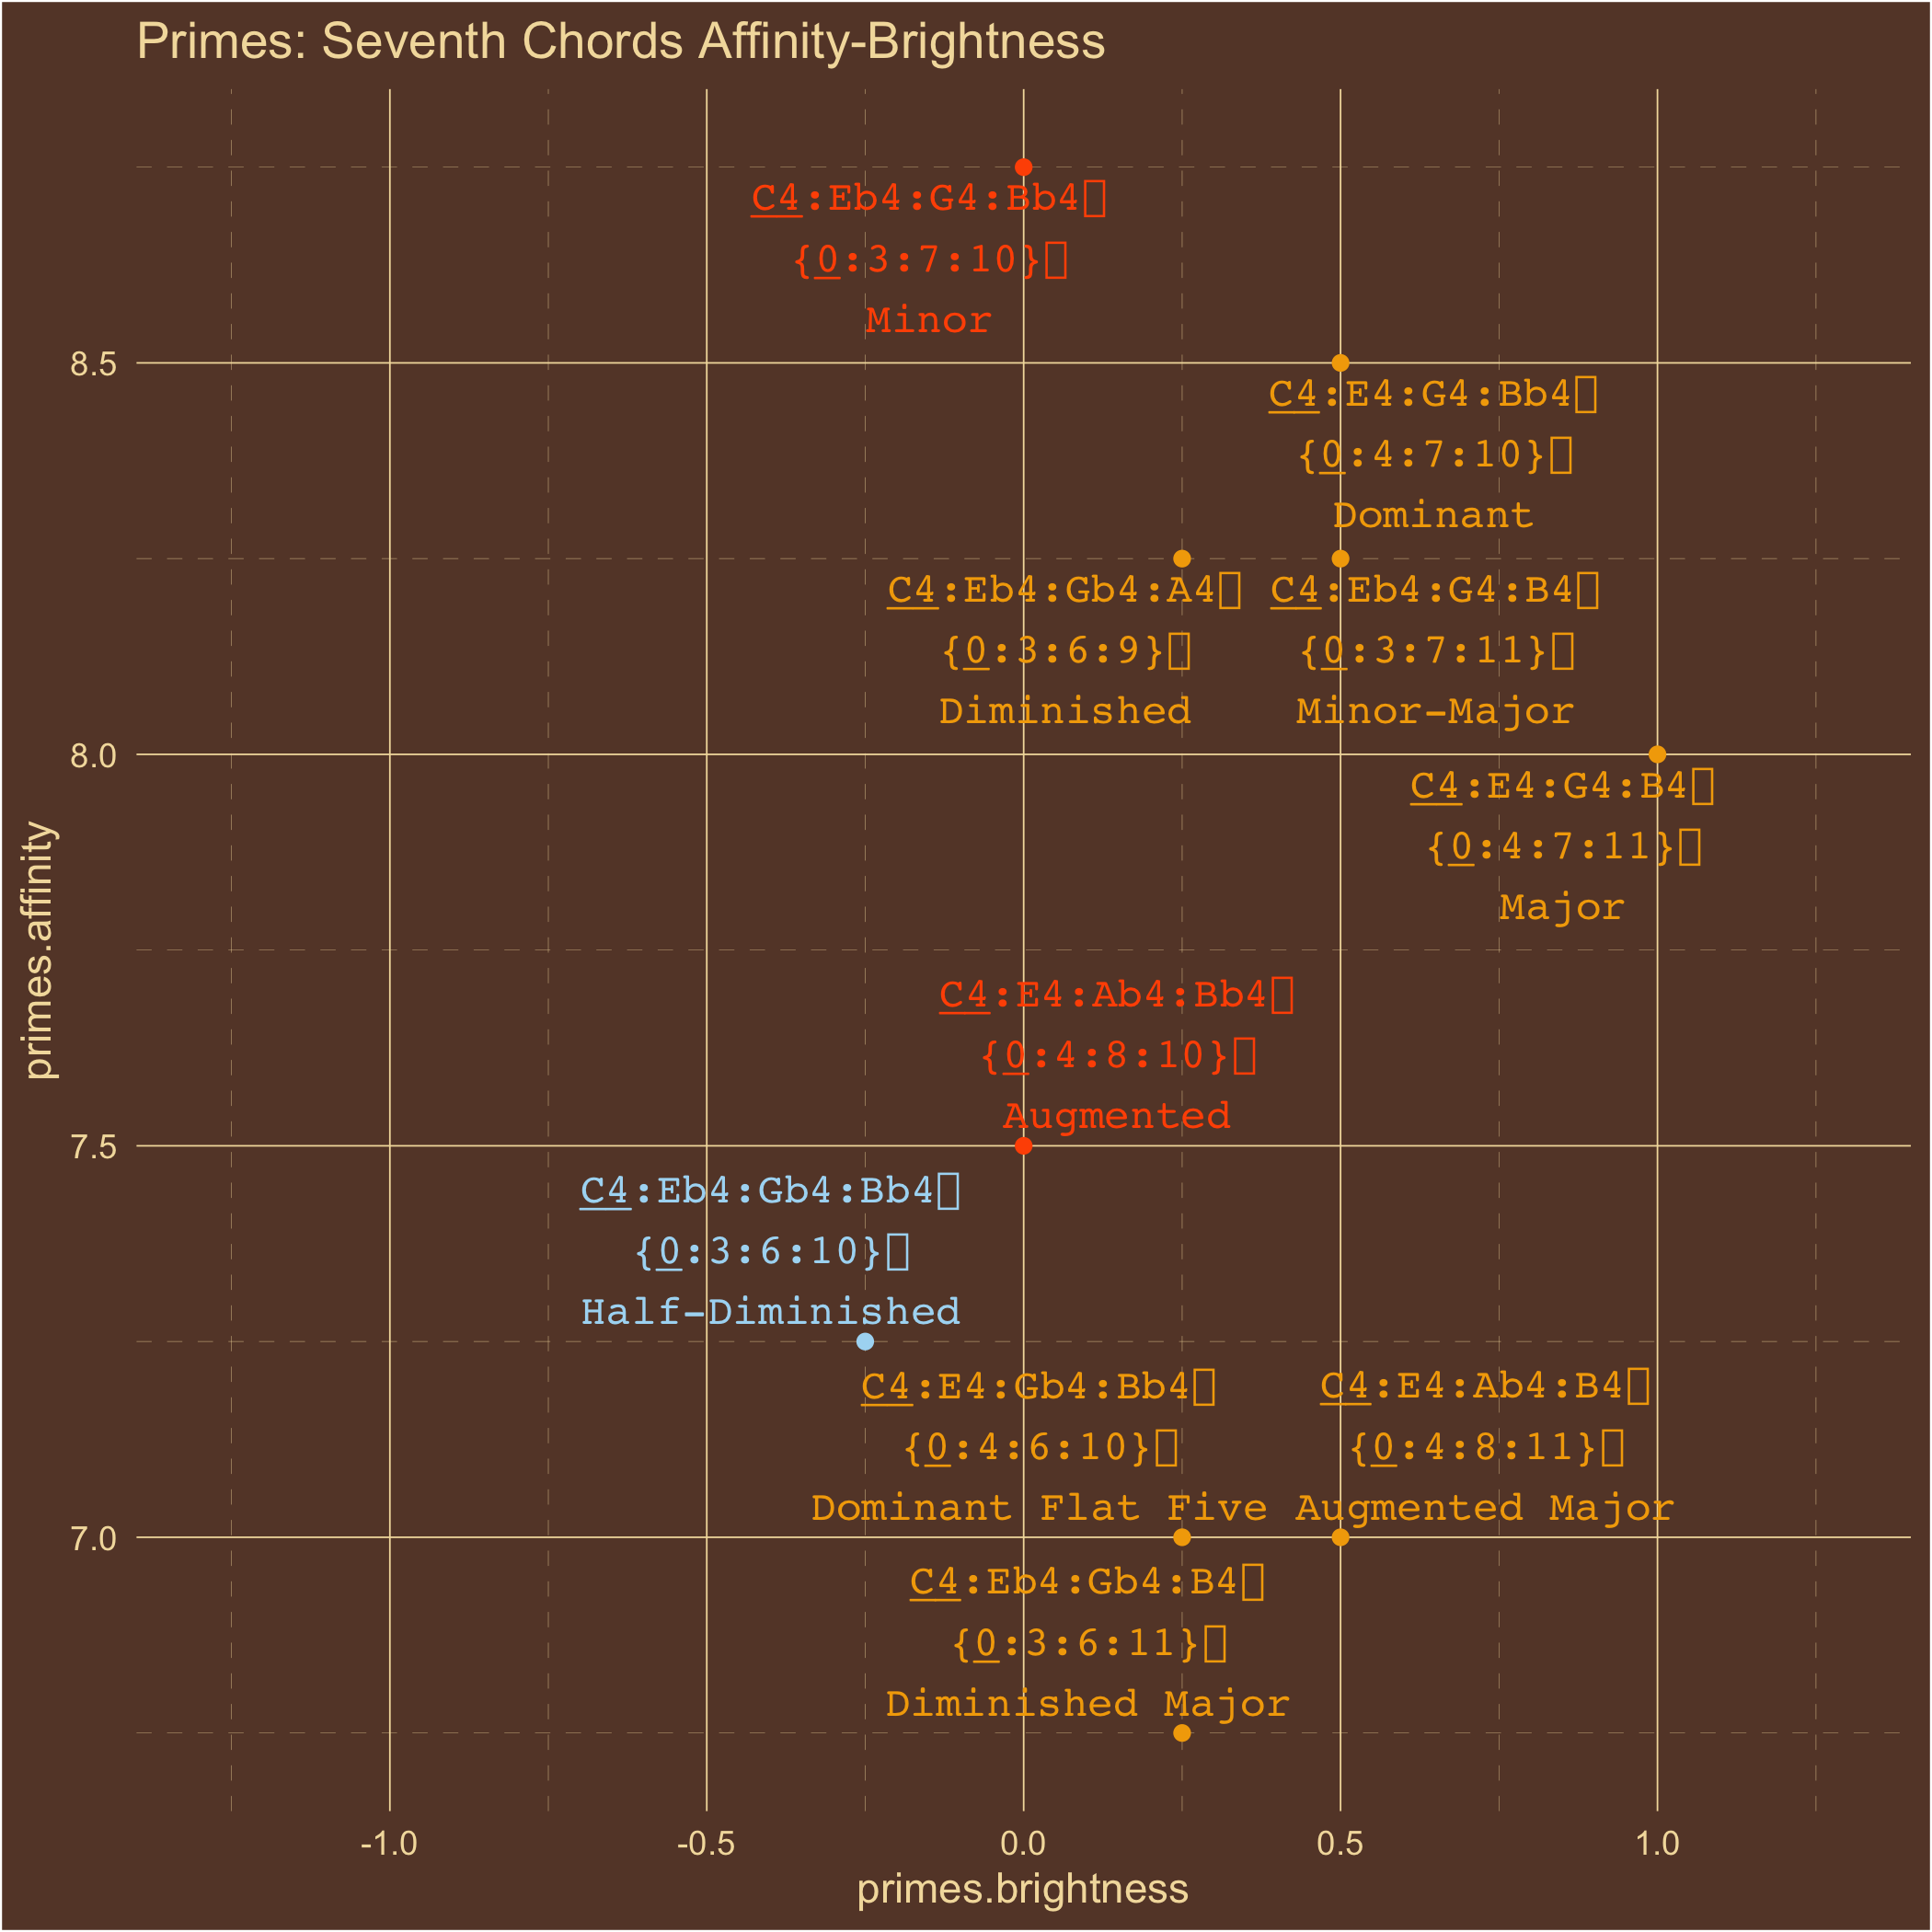 Primes: Seventh Chords Affinity-Brightness
C4:Eb4:G4:Bb4
{0:3:7:10}
Minor
8.5
C4:E4:G4:Bb4
{0:4:7:10}
Dominant
C4:Eb4:Gb4:A4
{0:3:6:9}
Diminished
C4:Eb4:G4:B4
{0:3:7:11}
Minor-Major
8.0
C4:E4:G4:B4
{0:4:7:11}
Major
primes.affinity
C4:E4:Ab4:Bb4
{0:4:8:10}
Augmented
7.5
C4:Eb4:Gb4:Bb4
{0:3:6:10}
Half-Diminished
C4:E4:Gb4:Bb4
{0:4:6:10}
Dominant Flat Five
C4:E4:Ab4:B4
{0:4:8:11}
Augmented Major
7.0
C4:Eb4:Gb4:B4
{0:3:6:11}
Diminished Major
-1.0
-0.5
0.0
0.5
1.0
primes.brightness